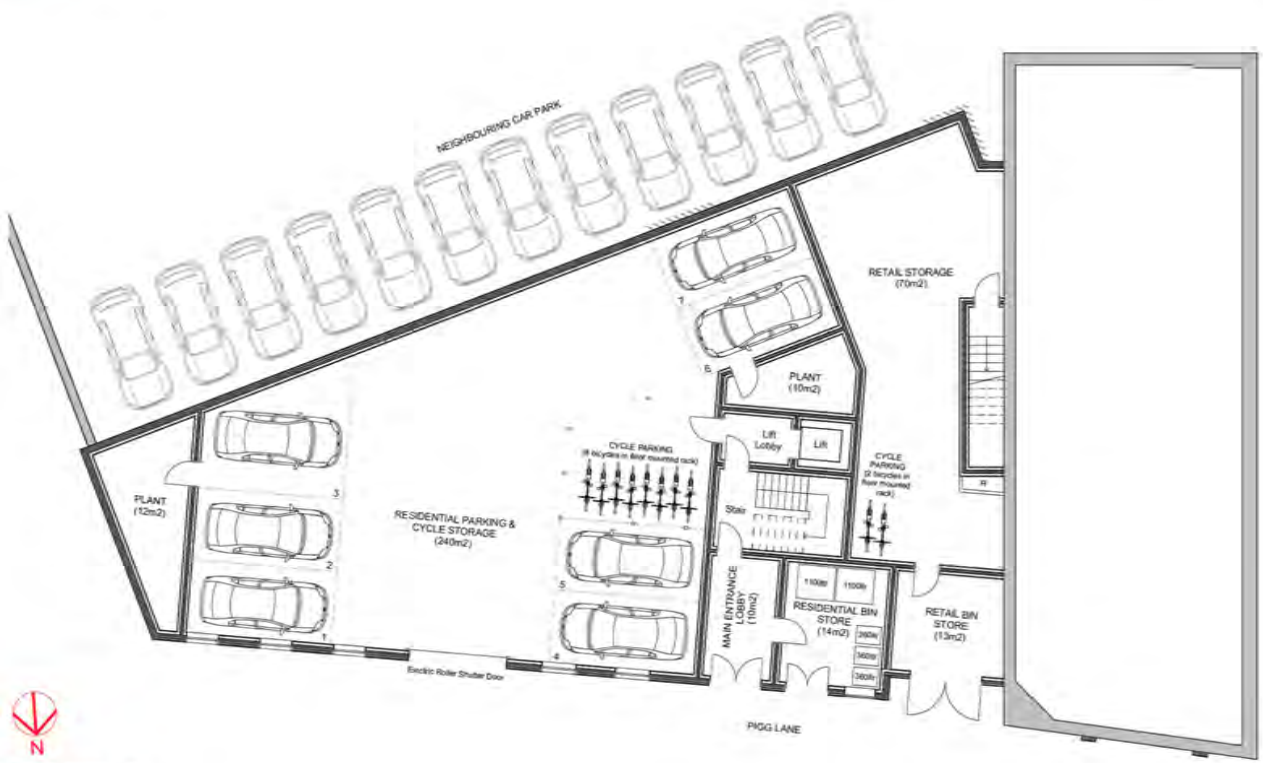 NEIGHBOURING CAR PARK
RETAIL STORAGE
(70m2)
7
6
PLANT
(10m2)
Lift
Lobby
Lift
CYCLE PARKING
(8 bicycles in floor mounted rack)
CYCLE
PARKING
(2 bicycles in
floor mounted
rack)
R
3
PLANT
(12m2)
RESIDENTIAL PARKING &
CYCLE STORAGE
(240m2)
Stair
2
5
MAIN ENTRANCE
LOBBY
(10m2)
1100ltr
1100ltr
RESIDENTIAL BIN
STORE
(14m2)
360ltr
360ltr
360ltr
RETAIL BIN
STORE
(13m2)
1
4
Electric Roller Shutter Door
PIGG LANE
N